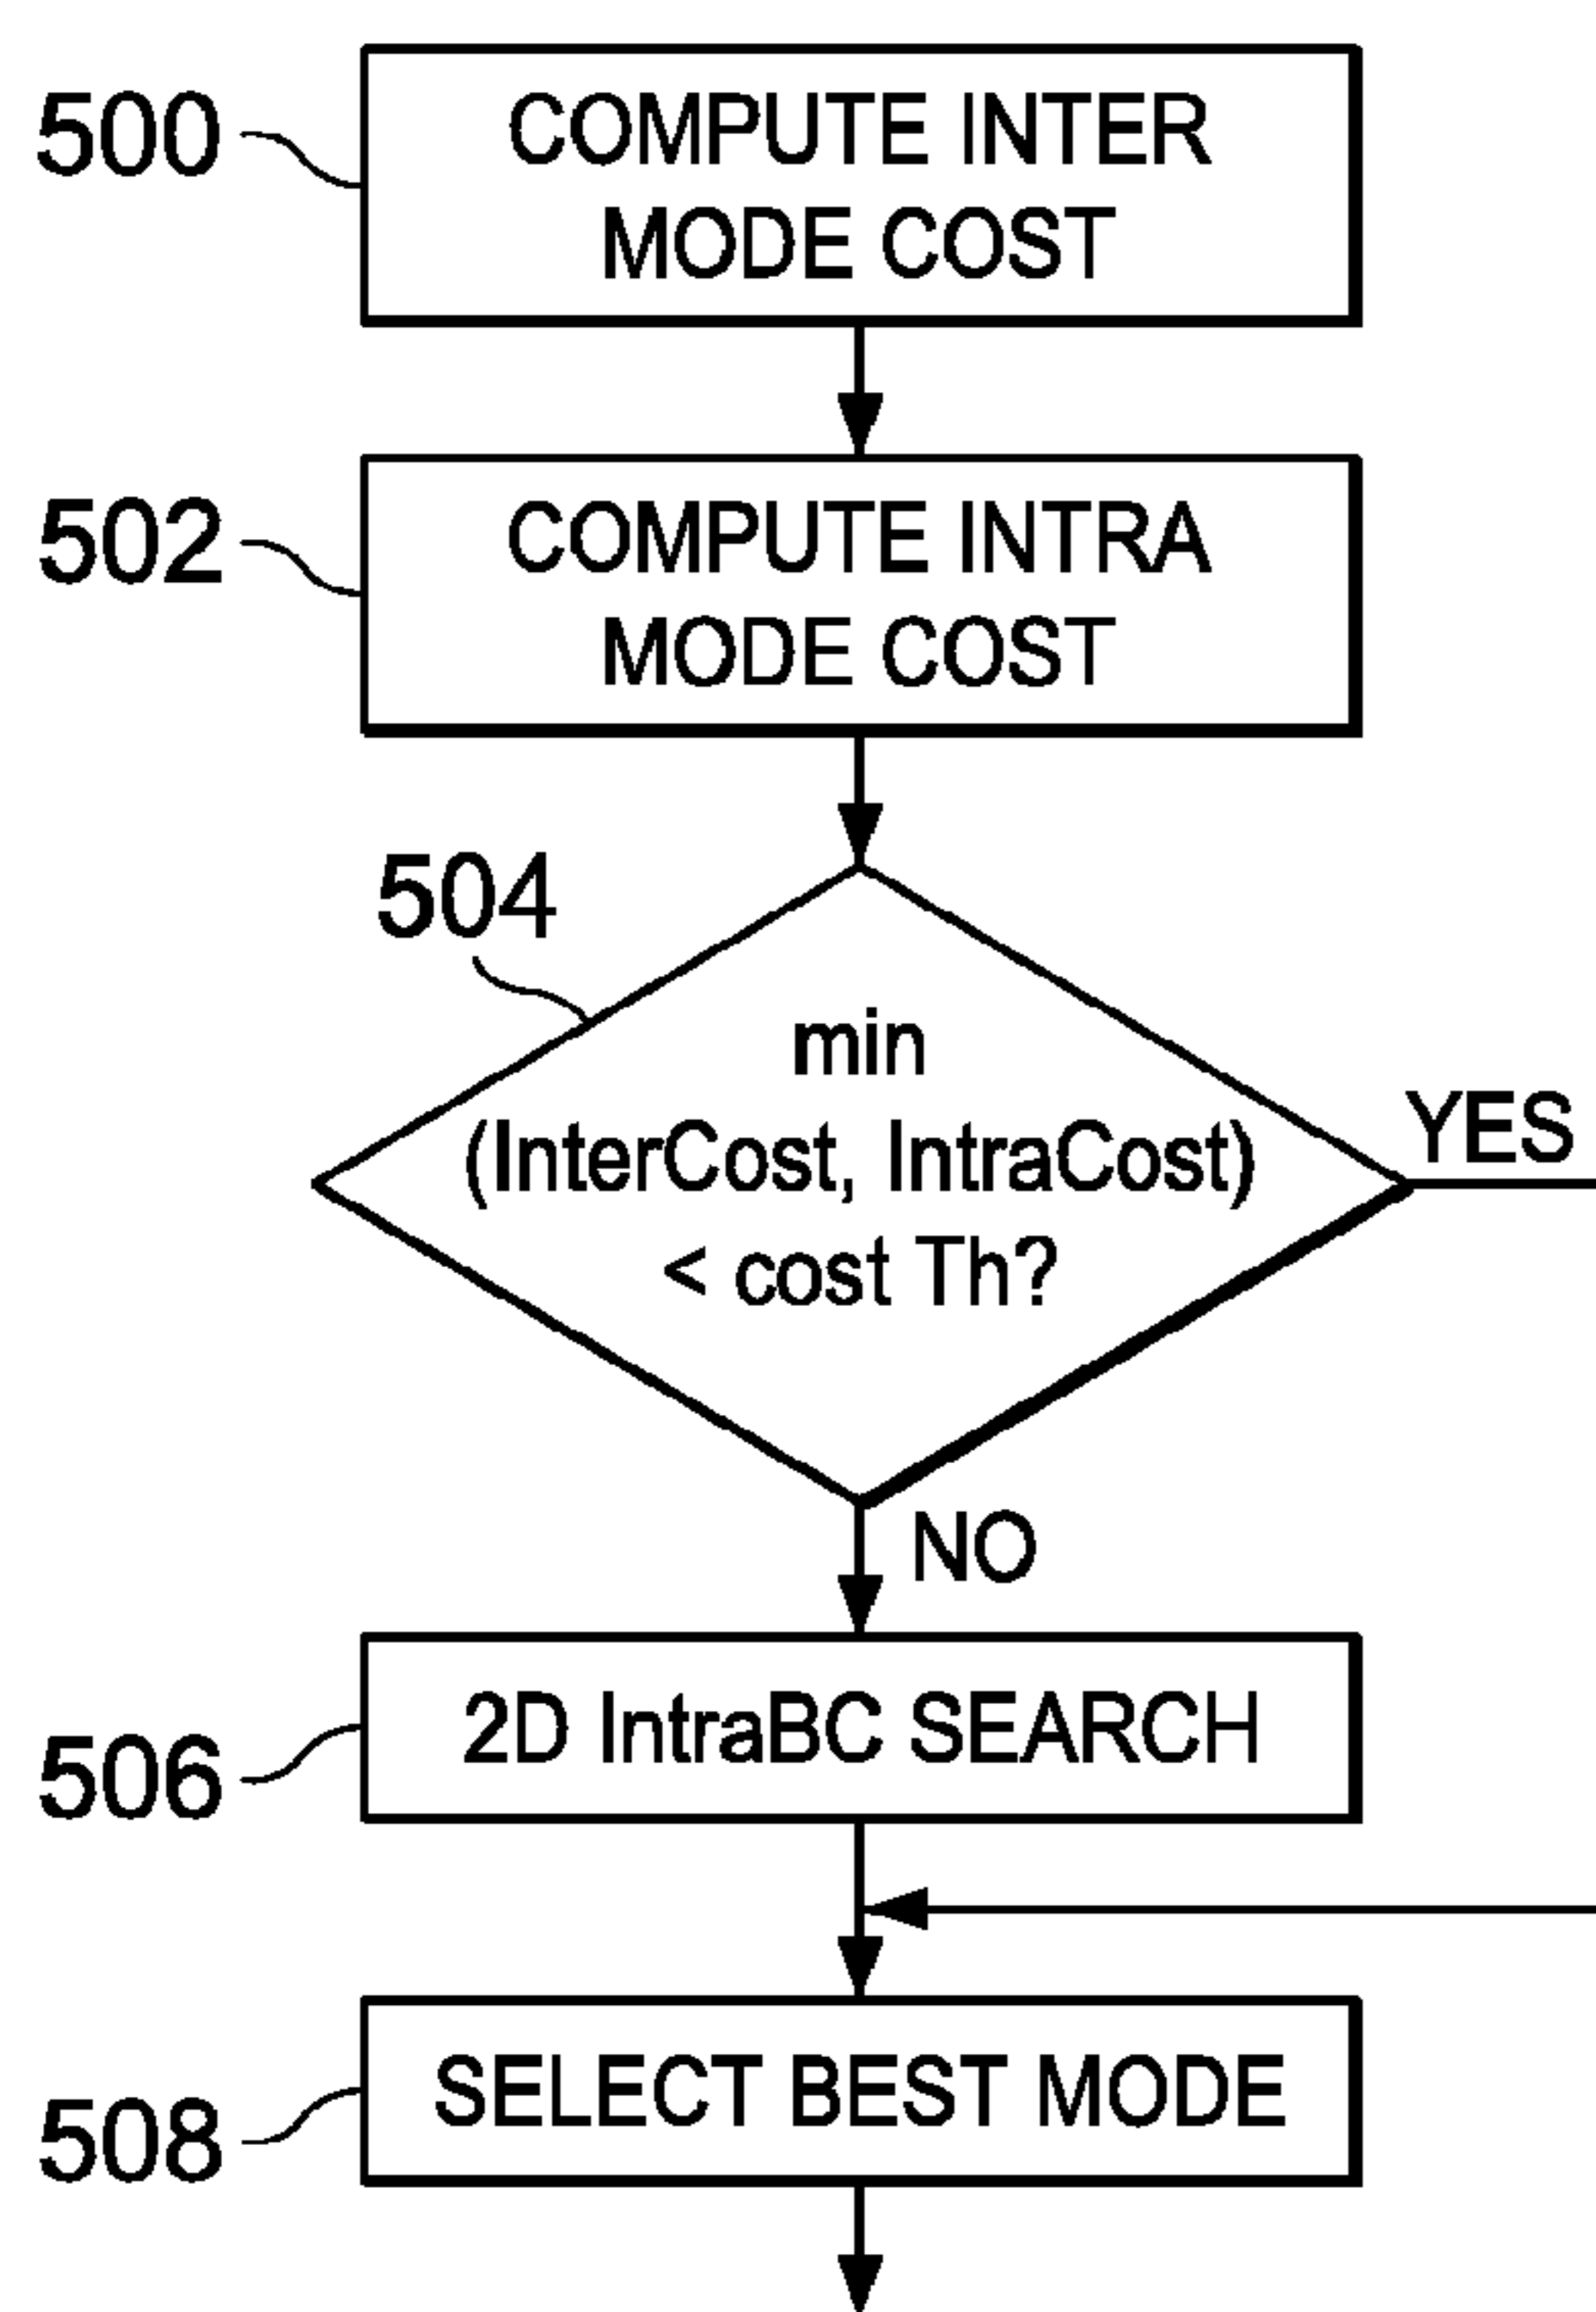 500
COMPUTE INTER
MODE COST
502
COMPUTE INTRA
MODE COST
504
min
(InterCost, IntraCost)
< cost Th?
YES
NO
506
2D IntraBC SEARCH
508
SELECT BEST MODE